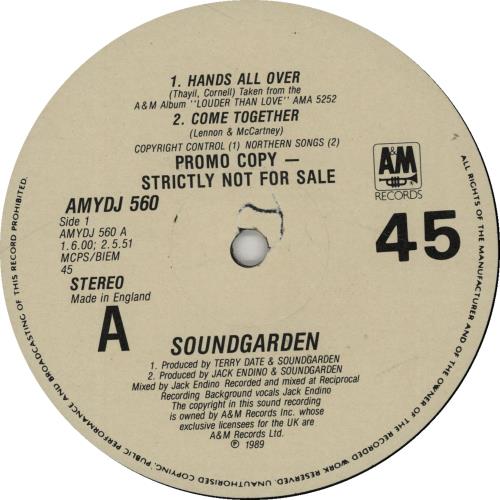 1. HANDS ALL OVER
(Thayil, Cornell) Taken from the
A&M Album "LOUDER THAN LOVE" AMA 5252
2. COME TOGETHER
(Lennon & McCartney)
COPYRIGHT CONTROL (1) NORTHERN SONGS (2)
PROMO COPY —
STRICTLY NOT FOR SALE
A&M
RECORDS
AMYDJ 560
Side 1
AMYDJ 560 A
1.6.00; 2.5.51
MCPS/BIEM
45
45
STEREO
Made in England
A
SOUNDGARDEN
1. Produced by TERRY DATE & SOUNDGARDEN
2. Produced by JACK ENDINO & SOUNDGARDEN
Mixed by Jack Endino Recorded and mixed at Reciprocal
Recording Background vocals Jack Endino
The copyright in this sound recording
is owned by A&M Records Inc. whose
exclusive licensees for the UK are
A&M Records Ltd.
℗ 1989
ALL RIGHTS OF THE MANUFACTURER AND OF THE OWNER OF THE RECORDED WORK RESERVED. UNAUTHORISED COPYING, PUBLIC PERFORMANCE AND BROADCASTING OF THIS RECORD PROHIBITED.